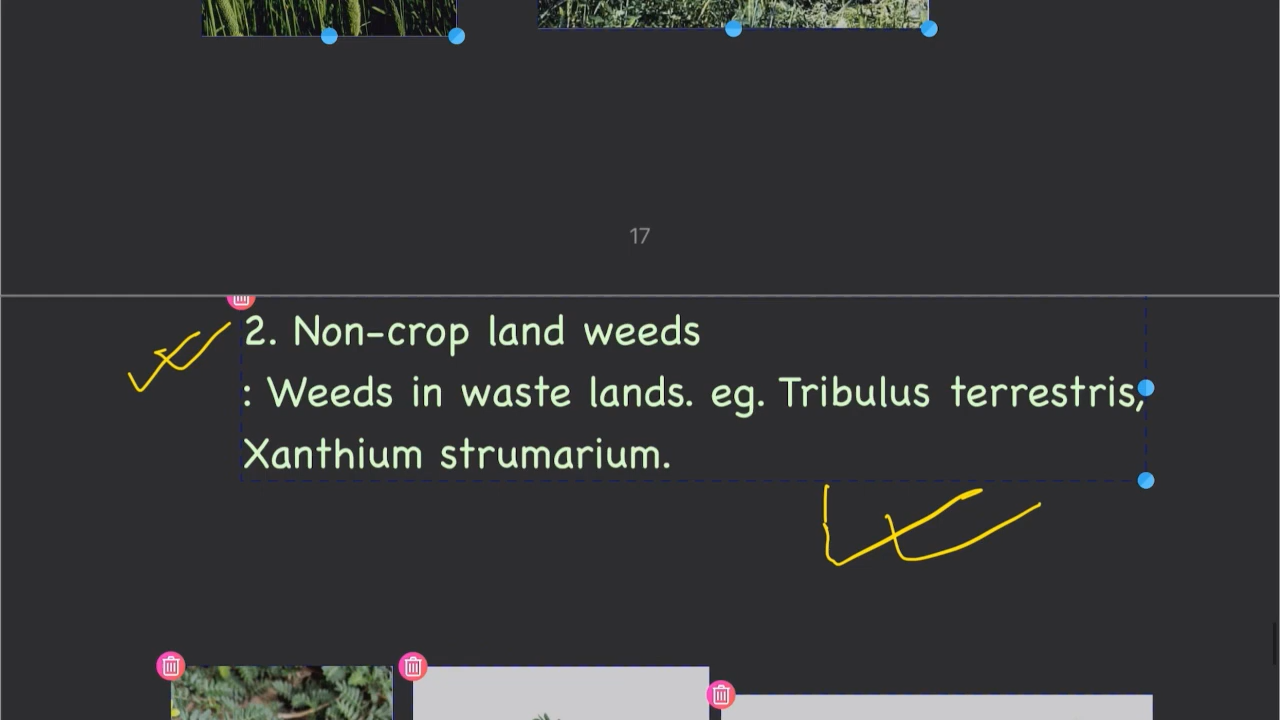 17
2. Non-crop land weeds
: Weeds in waste lands. eg. Tribulus terrestris,
Xanthium strumarium.